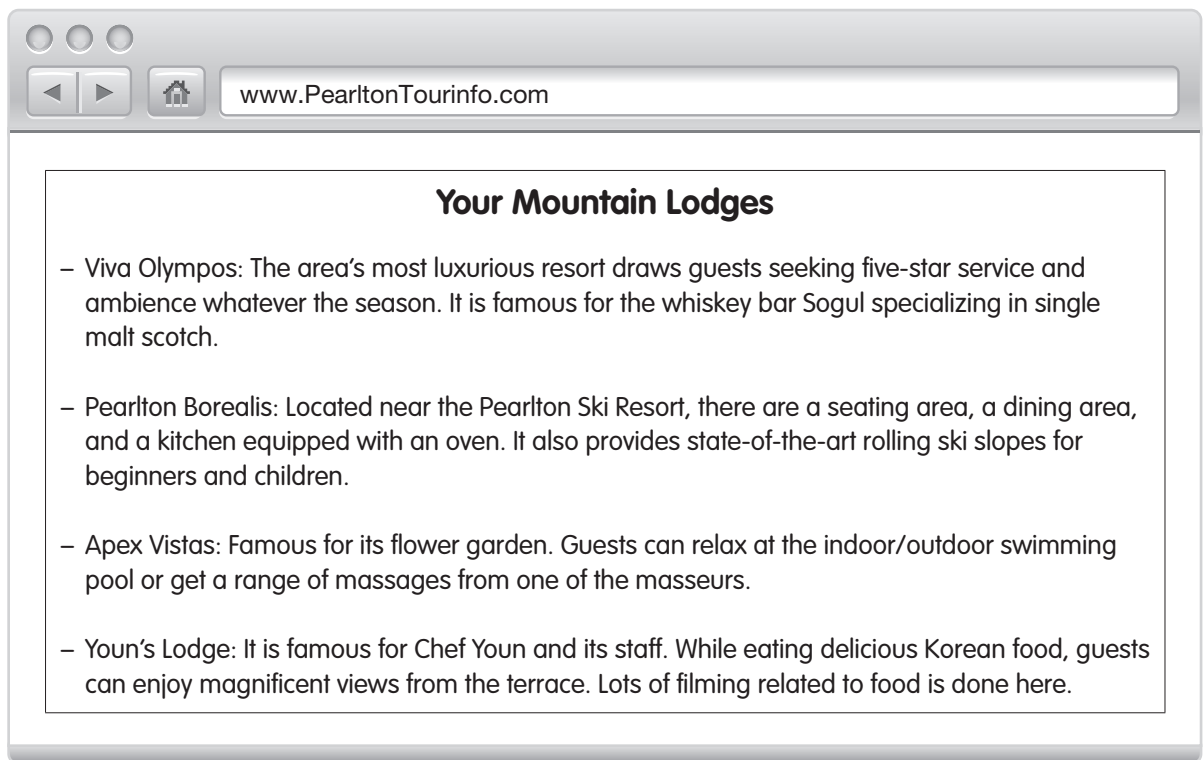 www.PearltonTourinfo.com
Your Mountain Lodges
– Viva Olympos: The area's most luxurious resort draws guests seeking five-star service and
ambience whatever the season. It is famous for the whiskey bar Sogul specializing in single
malt scotch.
– Pearlton Borealis: Located near the Pearlton Ski Resort, there are a seating area, a dining area,
and a kitchen equipped with an oven. It also provides state-of-the-art rolling ski slopes for
beginners and children.
– Apex Vistas: Famous for its flower garden. Guests can relax at the indoor/outdoor swimming
pool or get a range of massages from one of the masseurs.
– Youn's Lodge: It is famous for Chef Youn and its staff. While eating delicious Korean food, guests
can enjoy magnificent views from the terrace. Lots of filming related to food is done here.